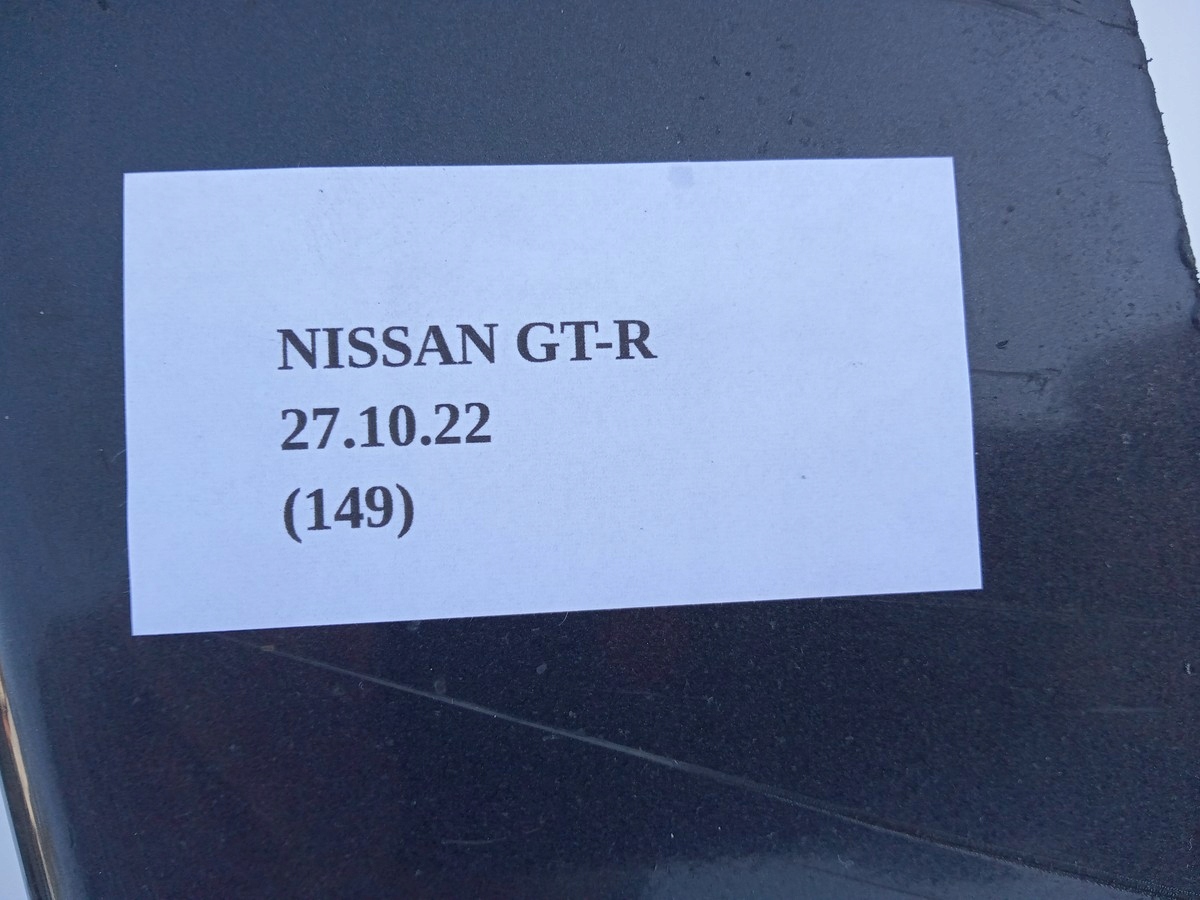 NISSAN GT-R
27.10.22
(149)